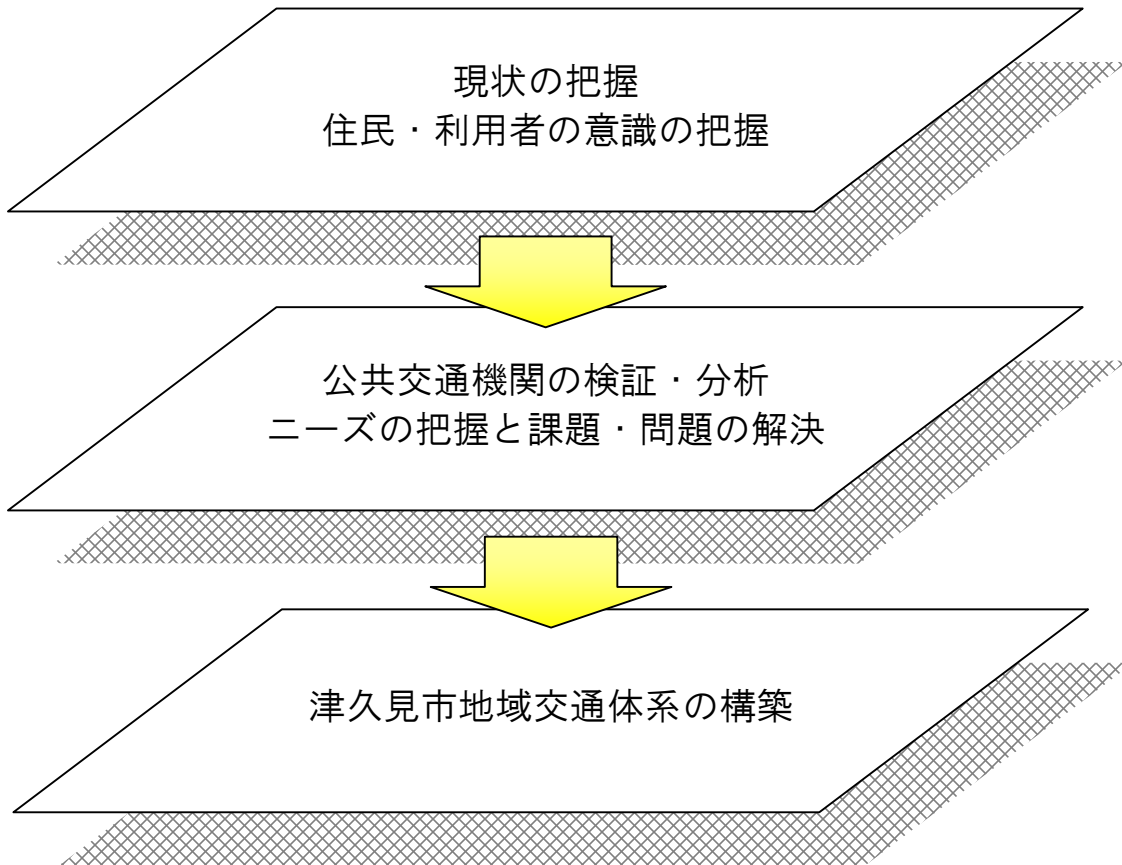 現状の把握
住民・利用者の意識の把握
公共交通機関の検証・分析
ニーズの把握と課題・問題の解決
津久見市地域交通体系の構築